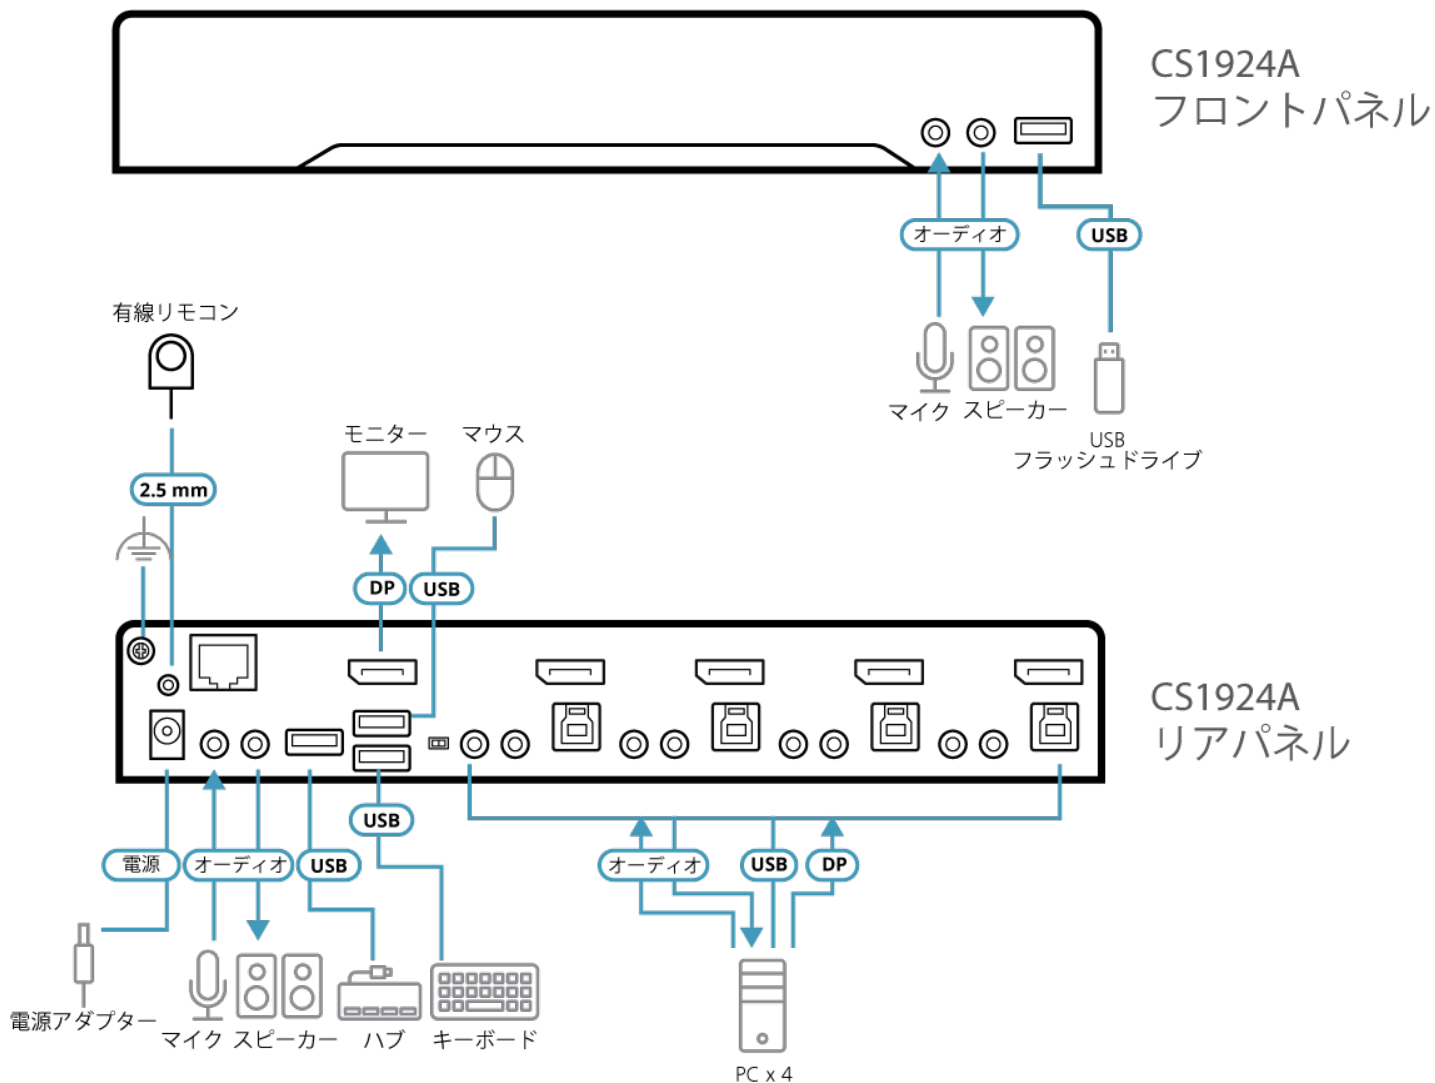 CS1924A
フロントパネル
オーディオ
USB
マイク
スピーカー
USB
フラッシュドライブ
有線リモコン
2.5 mm
モニター
マウス
DP
USB
CS1924A
リアパネル
USB
電源
オーディオ
USB
オーディオ
USB
DP
電源アダプター
マイク
スピーカー
ハブ
キーボード
PC x 4